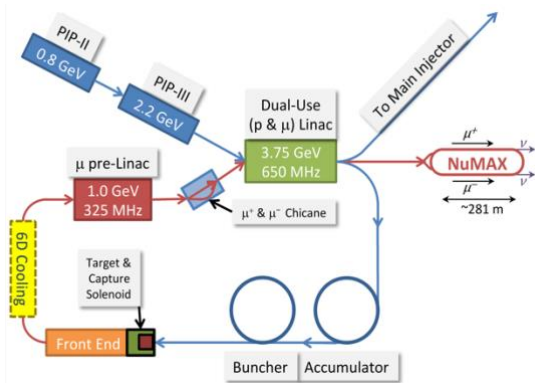 PIP-II
0.8 GeV
PIP-III
2.2 GeV
To Main Injector
Dual-Use
(p & μ) Linac
3.75 GeV
650 MHz
μ⁺
ν
NuMAX
μ⁻
ν
~281 m
μ pre-Linac
1.0 GeV
325 MHz
μ⁺ & μ⁻ Chicane
6D Cooling
Target &
Capture
Solenoid
Front End
Buncher
Accumulator